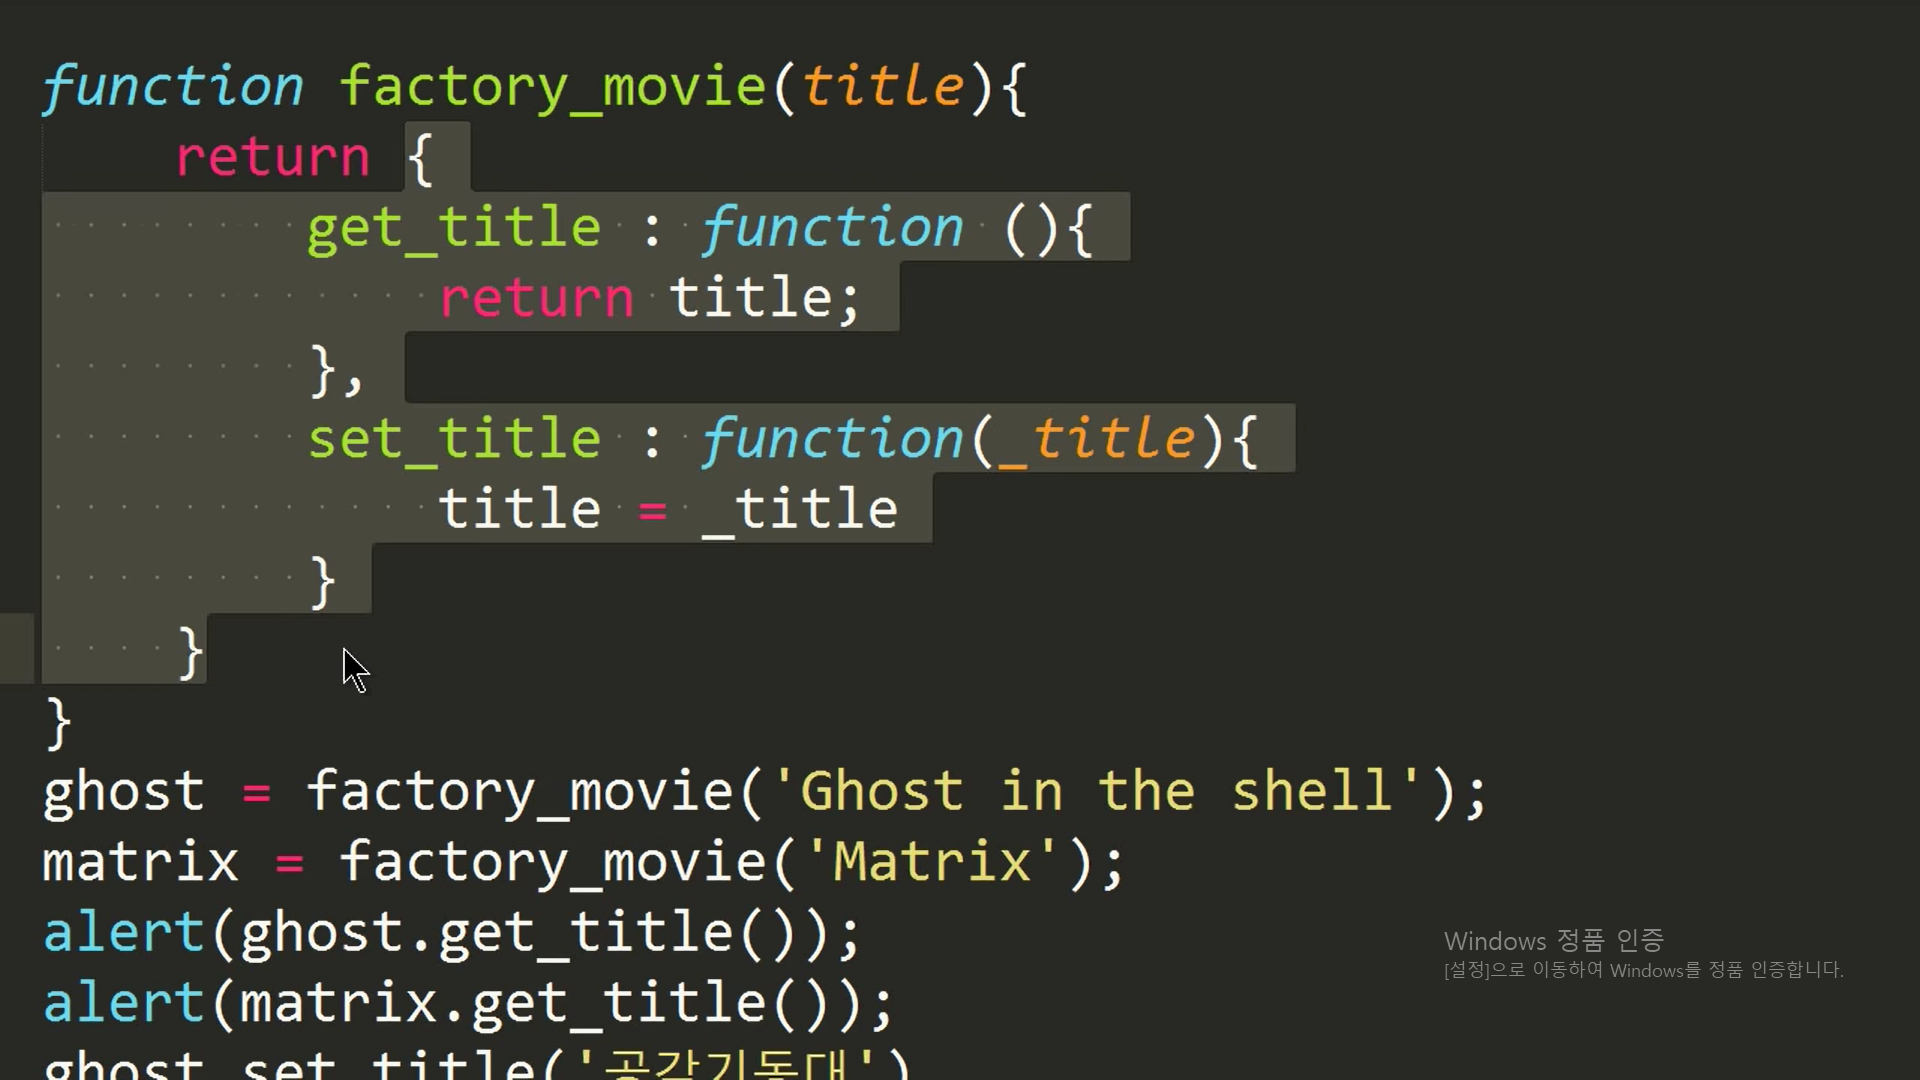 function factory_movie(title){
    return {
        get_title : function (){
            return title;
        },
        set_title : function(_title){
            title = _title
        }
    }
}
ghost = factory_movie('Ghost in the shell');
matrix = factory_movie('Matrix');
alert(ghost.get_title());
alert(matrix.get_title());
ghost.set_title('공각기동대')
Windows 정품 인증
[설정]으로 이동하여 Windows를 정품 인증합니다.